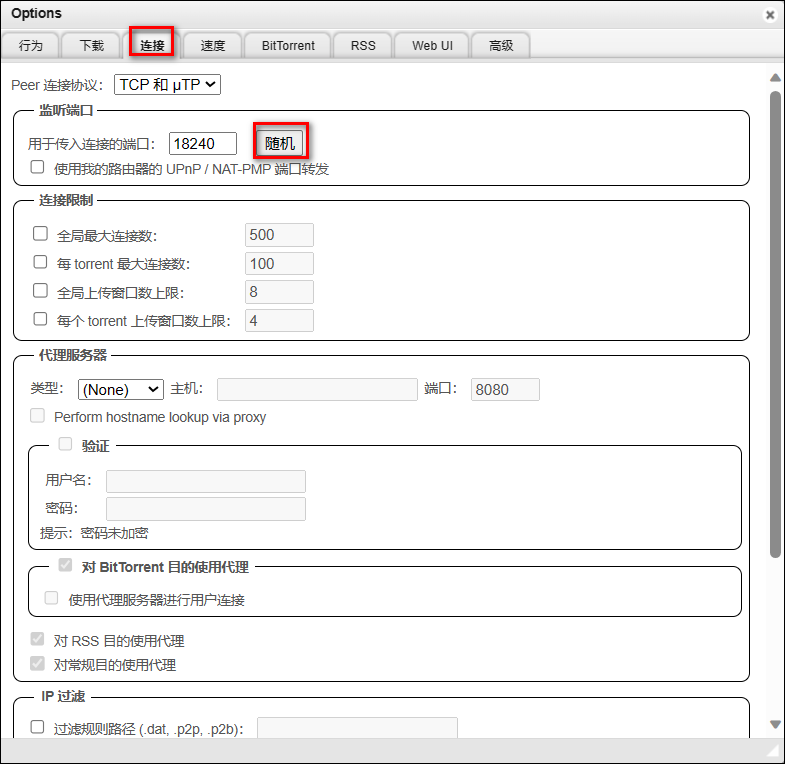 Options
行为 下载 连接 速度 BitTorrent RSS Web UI 高级
Peer 连接协议： TCP 和 μTP
监听端口
用于传入连接的端口： 18240 随机
使用我的路由器的 UPnP / NAT-PMP 端口转发
连接限制
全局最大连接数： 500
每 torrent 最大连接数： 100
全局上传窗口数上限： 8
每个 torrent 上传窗口数上限： 4
代理服务器
类型： (None) 主机： 端口： 8080
Perform hostname lookup via proxy
验证
用户名：
密码：
提示：密码未加密
对 BitTorrent 目的使用代理
使用代理服务器进行用户连接
对 RSS 目的使用代理
对常规目的使用代理
IP 过滤
过滤规则路径 (.dat, .p2p, .p2b)：